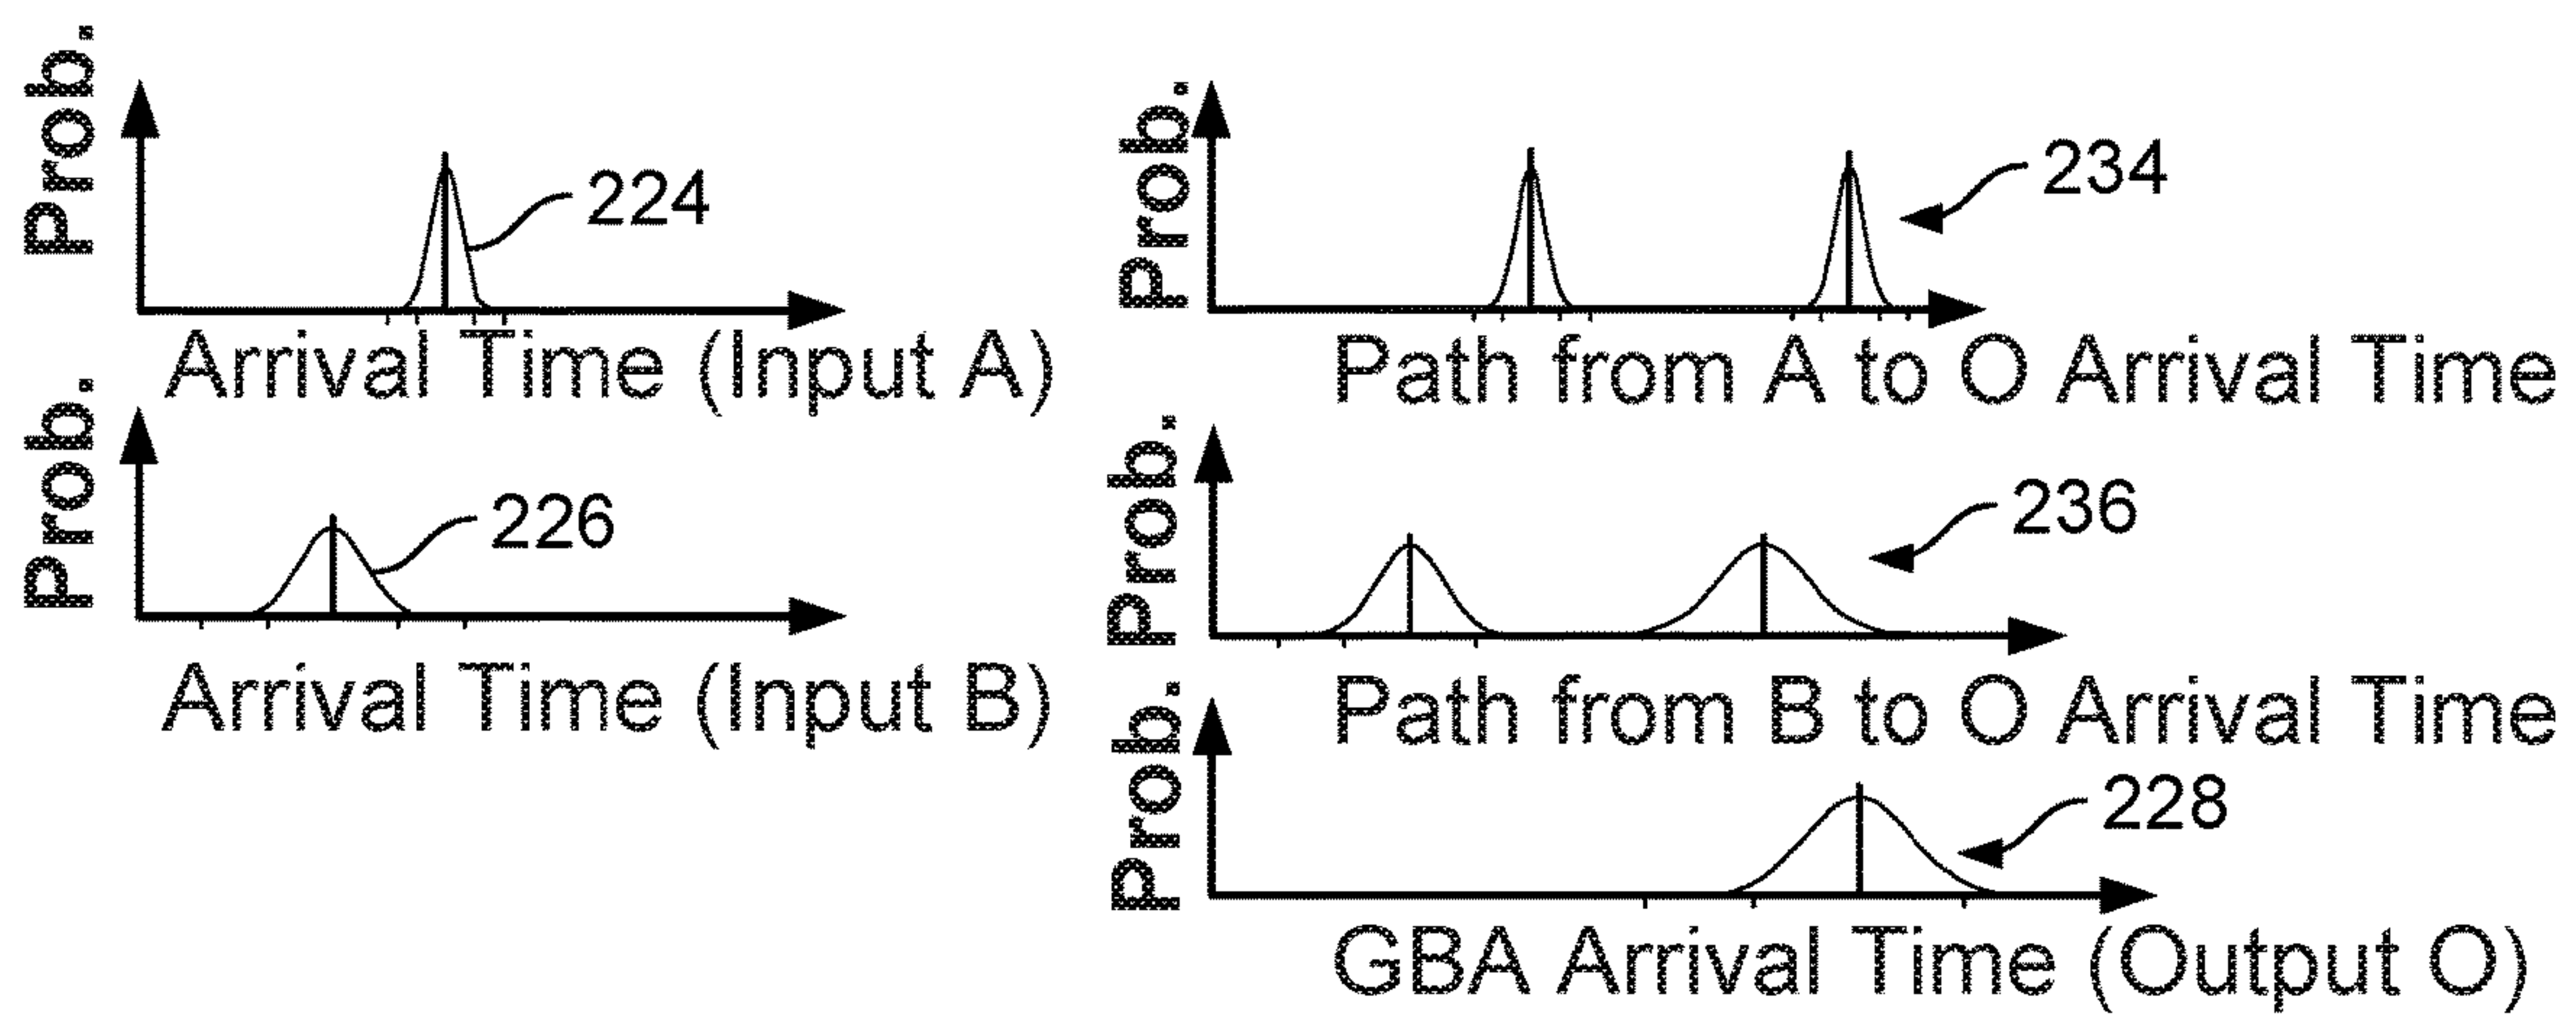 Prob.
224
Arrival Time (Input A)
Prob.
226
Arrival Time (Input B)
Prob.
234
Path from A to O Arrival Time
Prob.
236
Path from B to O Arrival Time
Prob.
228
GBA Arrival Time (Output O)